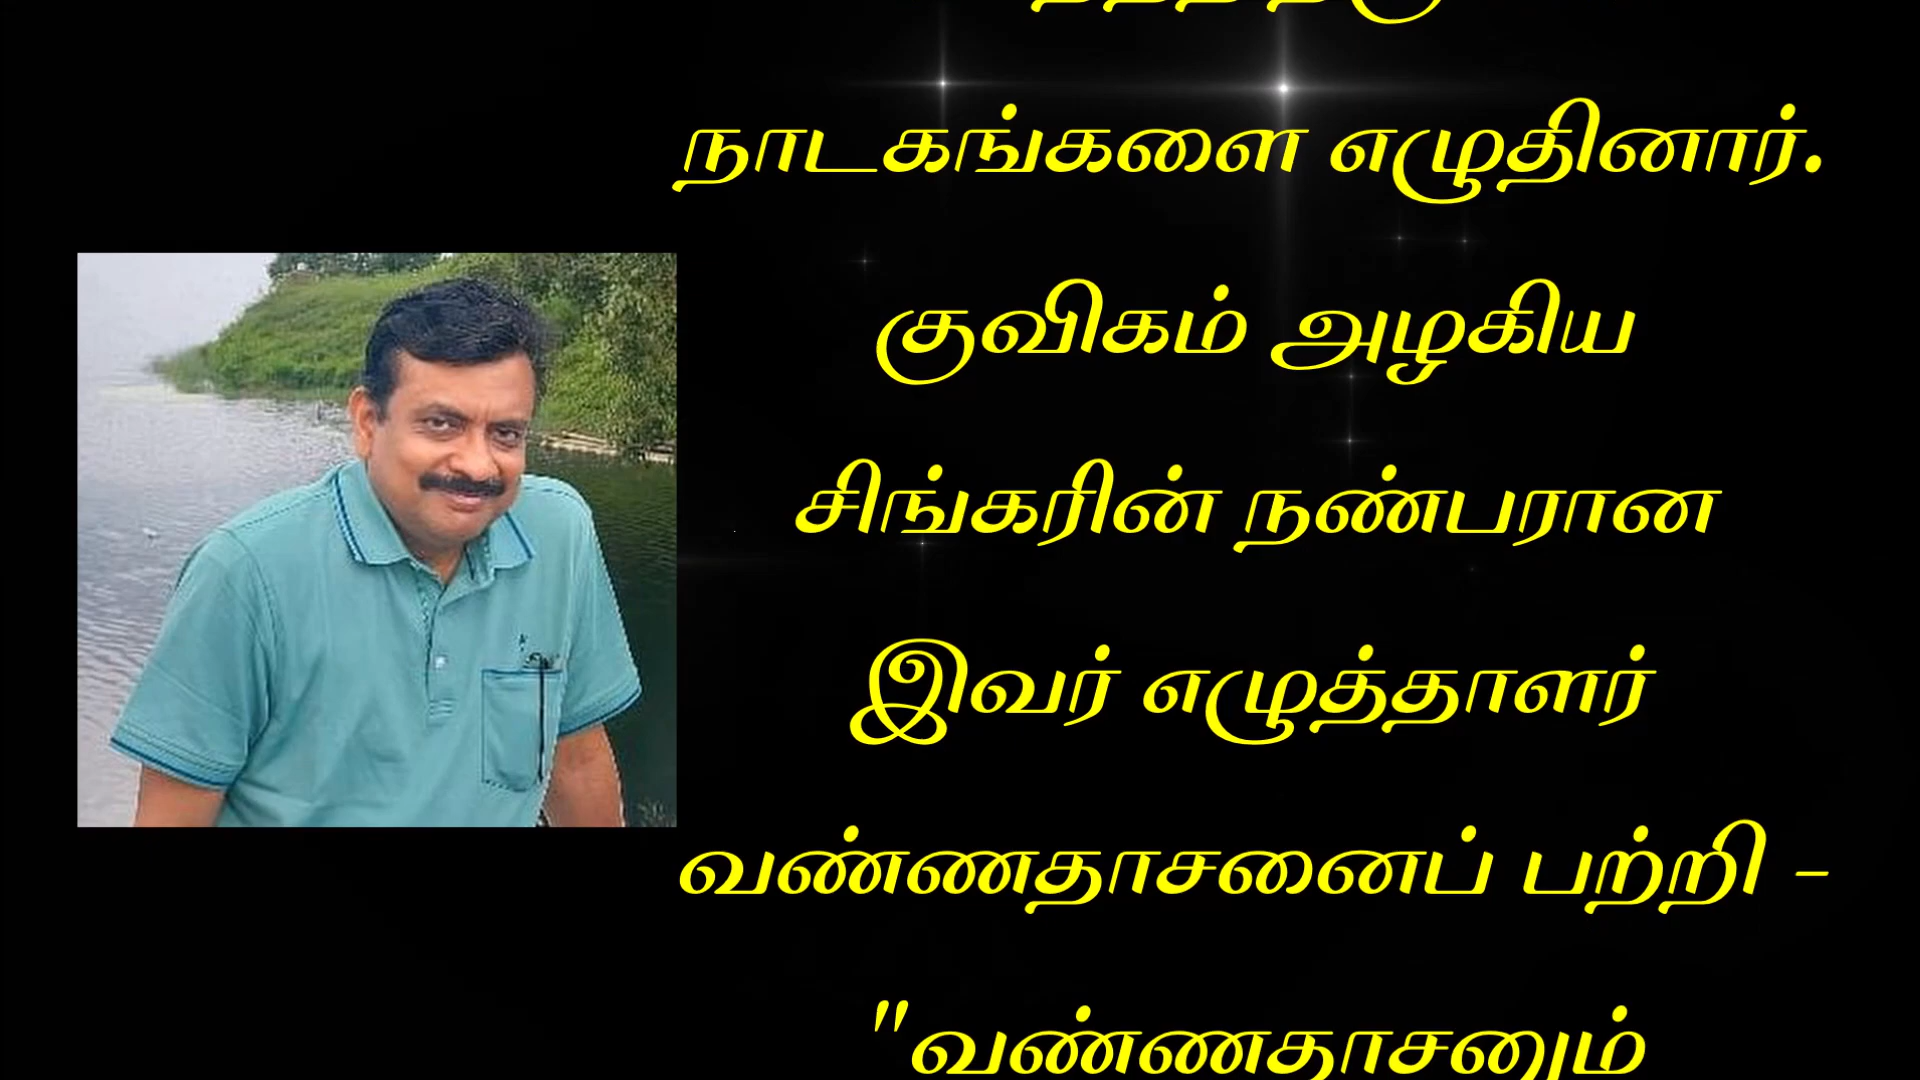 நாடகங்களை எழுதினார்.
குவிகம் அழகிய
சிங்கரின் நண்பரான
இவர் எழுத்தாளர்
வண்ணதாசனைப் பற்றி -
"வண்ணதாசனும்